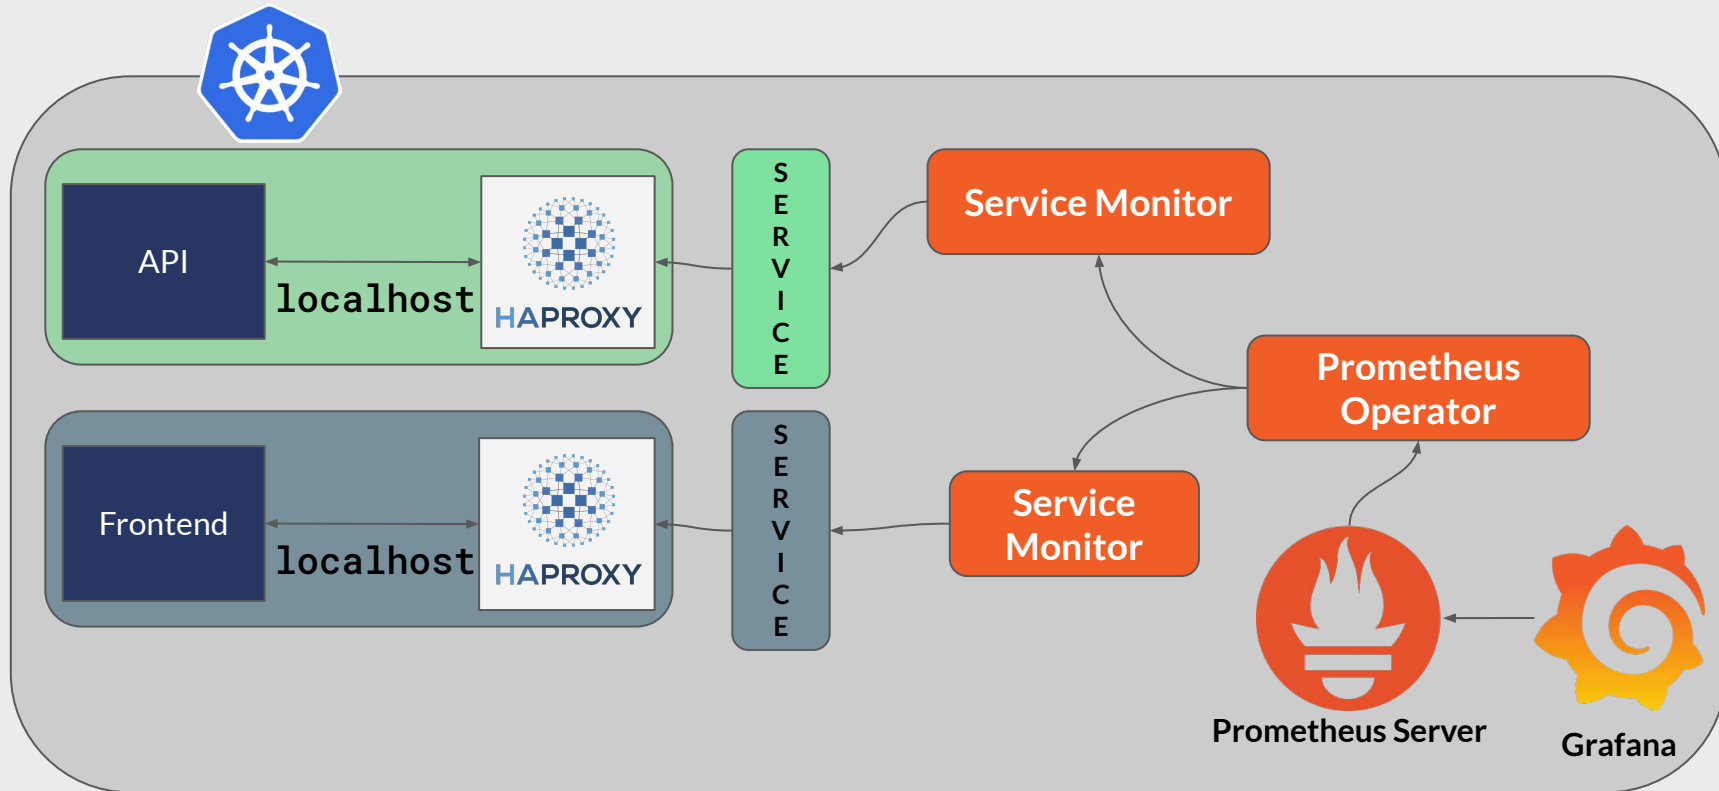 API
localhost
HAPROXY
S
E
R
V
I
C
E
Service Monitor
Prometheus
Operator
Frontend
localhost
HAPROXY
S
E
R
V
I
C
E
Service
Monitor
Prometheus Server
Grafana